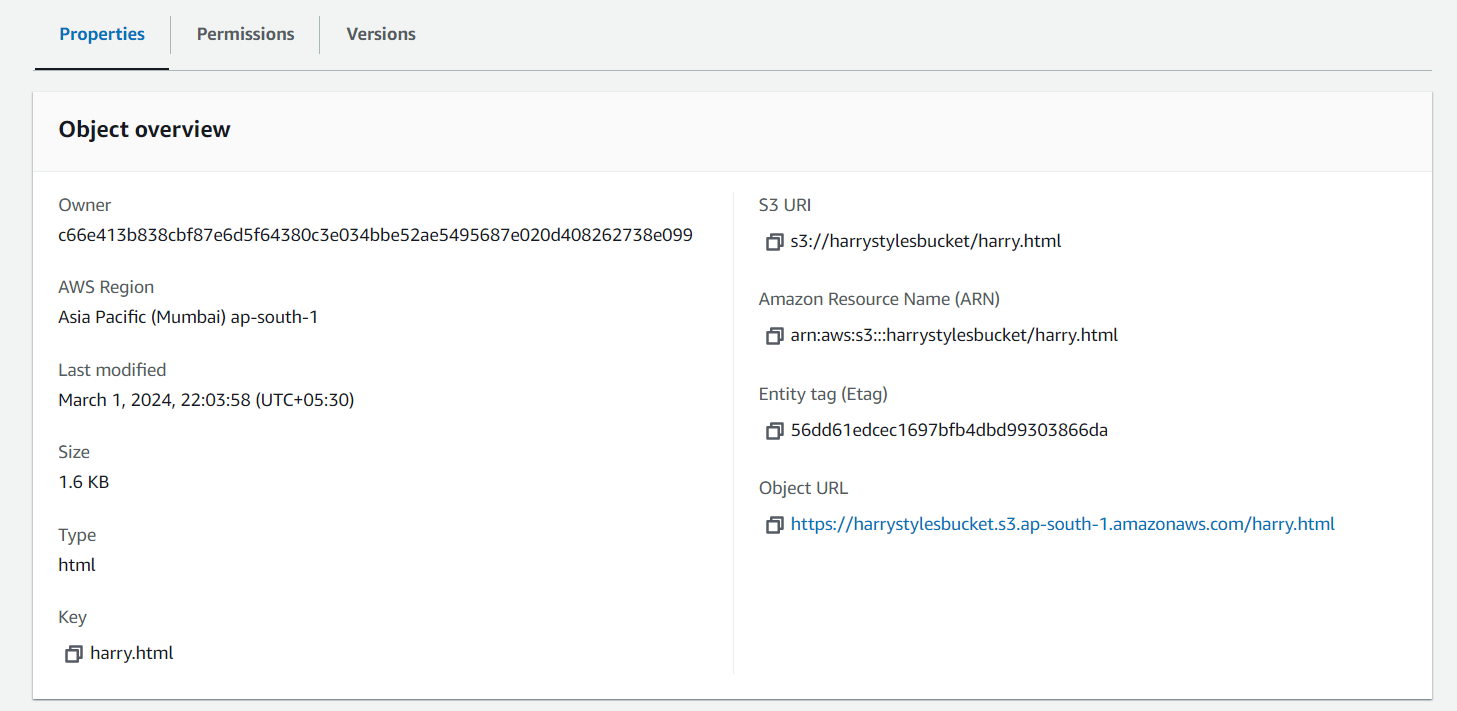 Properties
Permissions
Versions
Object overview
Owner
c66e413b838cbf87e6d5f64380c3e034bbe52ae5495687e020d408262738e099
AWS Region
Asia Pacific (Mumbai) ap-south-1
Last modified
March 1, 2024, 22:03:58 (UTC+05:30)
Size
1.6 KB
Type
html
Key
harry.html
S3 URI
s3://harrystylesbucket/harry.html
Amazon Resource Name (ARN)
arn:aws:s3:::harrystylesbucket/harry.html
Entity tag (Etag)
56dd61edcec1697bfb4dbd99303866da
Object URL
https://harrystylesbucket.s3.ap-south-1.amazonaws.com/harry.html